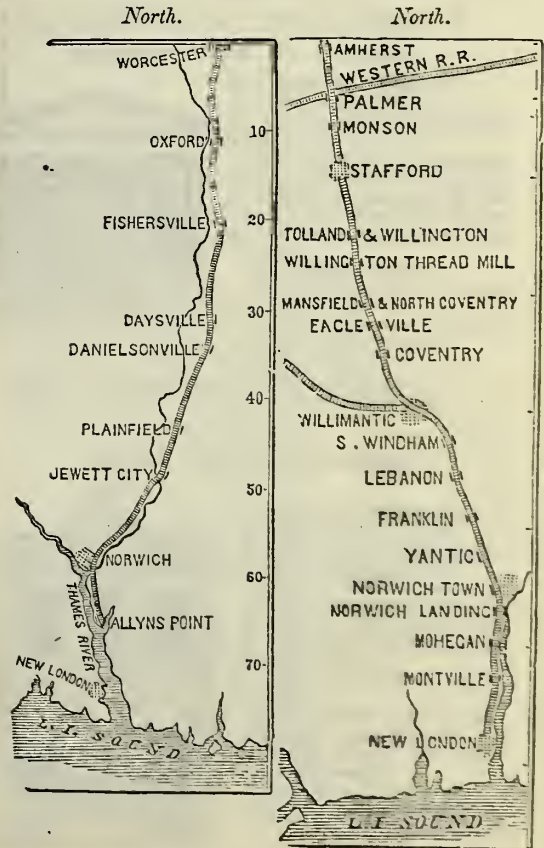 North.
WORCESTER
OXFORD
FISHERSVILLE
DAYSVILLE
DANIELSONVILLE
PLAINFIELD
JEWETT CITY
NORWICH
THAMES RIVER
ALLYNS POINT
NEW LONDON
L. I. SOUND
10
20
30
40
50
60
70
North.
AMHERST
WESTERN R.R.
PALMER
MONSON
STAFFORD
TOLLAND & WILLINGTON
WILLINGTON THREAD MILL
MANSFIELD & NORTH COVENTRY
EAGLEVILLE
COVENTRY
WILLIMANTIC
S. WINDHAM
LEBANON
FRANKLIN
YANTIC
NORWICH TOWN
NORWICH LANDING
MOHEGAN
MONTVILLE
NEW LONDON
L. I. SOUND